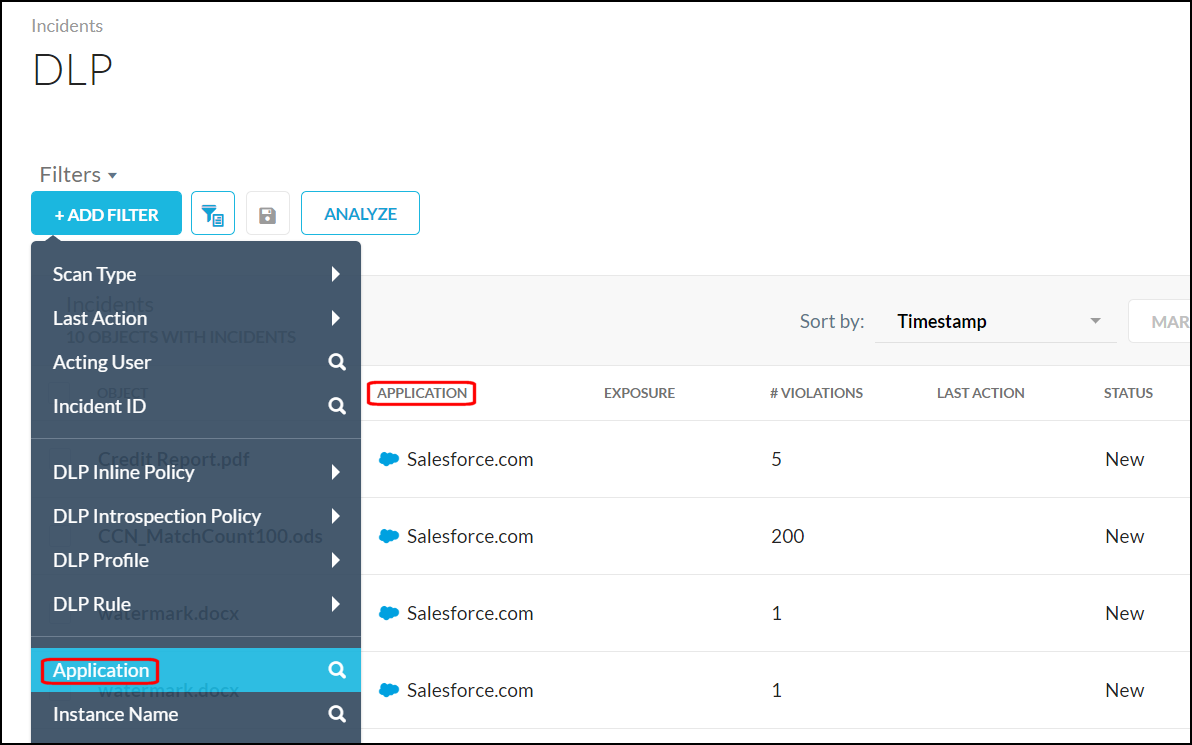 Incidents
DLP
Filters
+ ADD FILTER
ANALYZE
Scan Type
Last Action
Acting User
Incident ID
DLP Inline Policy
DLP Introspection Policy
DLP Profile
DLP Rule
Application
Instance Name
Incidents
10 OBJECTS WITH INCIDENTS
Sort by: Timestamp
MAR
OBJECT APPLICATION EXPOSURE # VIOLATIONS LAST ACTION STATUS
Credit Report.pdf Salesforce.com 5 New
CCN_MatchCount100.ods Salesforce.com 200 New
watermark.docx Salesforce.com 1 New
watermark.docx Salesforce.com 1 New